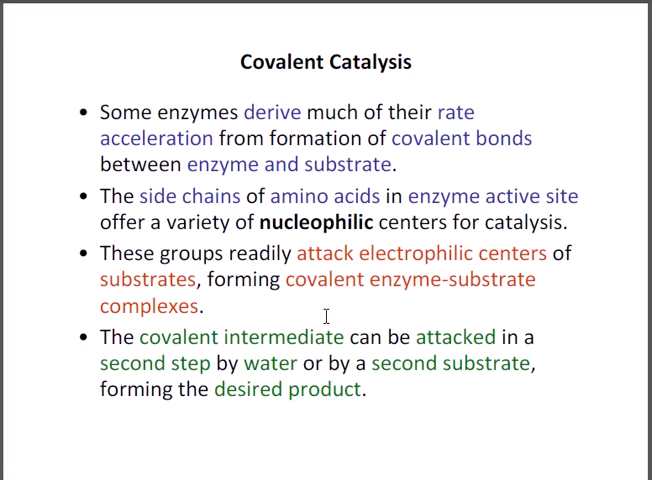 Covalent Catalysis
• Some enzymes derive much of their rate
acceleration from formation of covalent bonds
between enzyme and substrate.
• The side chains of amino acids in enzyme active site
offer a variety of nucleophilic centers for catalysis.
• These groups readily attack electrophilic centers of
substrates, forming covalent enzyme-substrate
complexes.
• The covalent intermediate can be attacked in a
second step by water or by a second substrate,
forming the desired product.